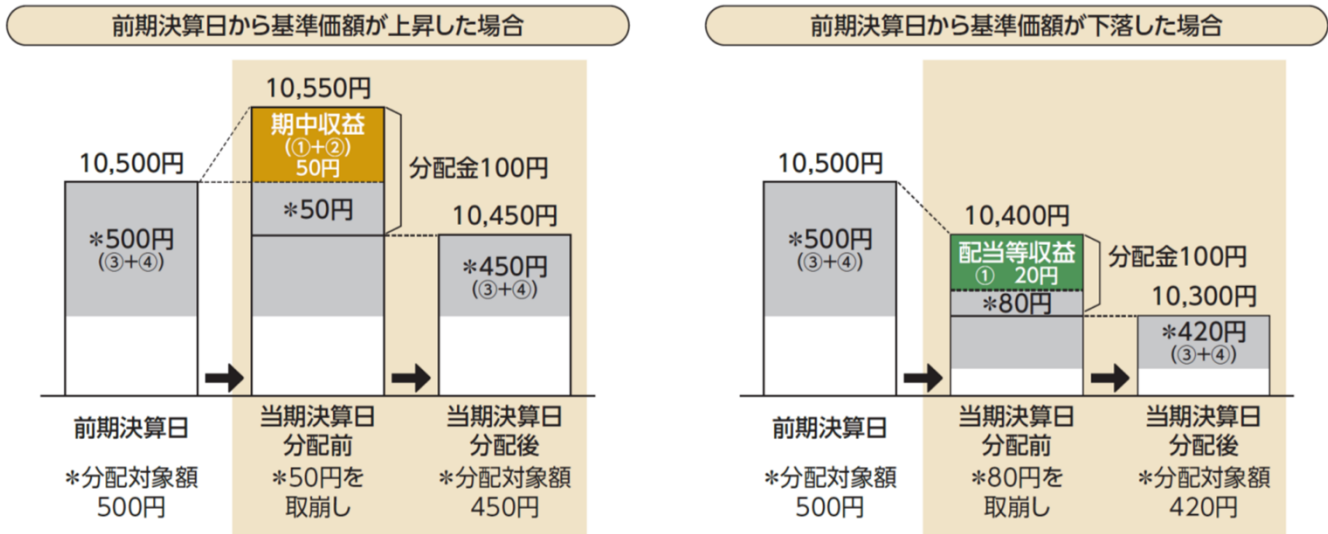 前期決算日から基準価額が上昇した場合
10,550円
期中収益
(①+②)
50円
10,500円
分配金100円
*50円
10,450円
*500円
(③+④)
*450円
(③+④)
前期決算日
当期決算日
分配前
当期決算日
分配後
*分配対象額
500円
*50円を
取崩し
*分配対象額
450円
前期決算日から基準価額が下落した場合
10,500円
10,400円
*500円
(③+④)
配当等収益
① 20円
分配金100円
*80円
10,300円
*420円
(③+④)
前期決算日
当期決算日
分配前
当期決算日
分配後
*分配対象額
500円
*80円を
取崩し
*分配対象額
420円